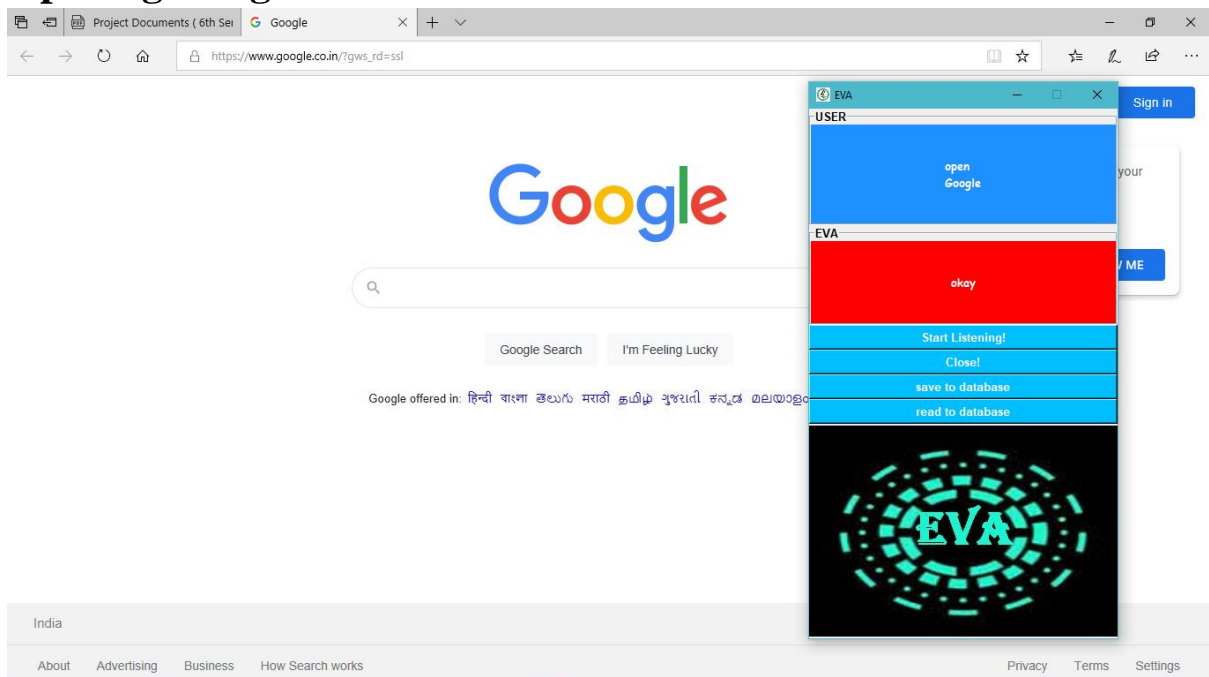 Project Documents ( 6th Ser
Google
https://www.google.co.in/?gws_rd=ssl
Sign in
your
ME
Google
Google Search
I'm Feeling Lucky
Google offered in: हिन्दी বাংলা తెలుగు मराठी தமிழ் ગુજરાતી ಕನ್ನಡ
India
About Advertising Business How Search works
Privacy Terms Settings
EVA
USER
open
Google
EVA
okay
Start Listening!
Close!
save to database
read to database
EVA